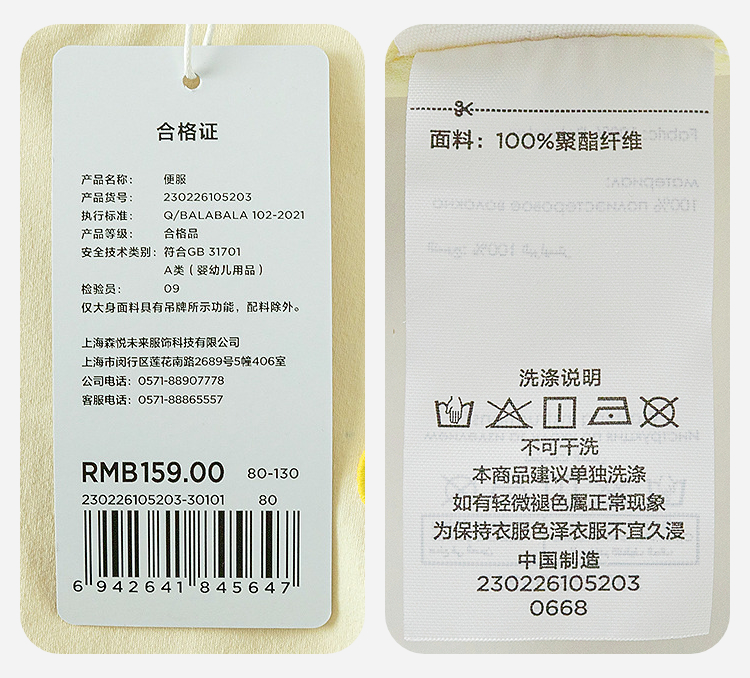 合格证
产品名称： 便服
产品货号： 230226105203
执行标准： Q/BALABALA 102-2021
产品等级： 合格品
安全技术类别： 符合GB 31701
A类（婴幼儿用品）
检验员： 09
仅大身面料具有吊牌所示功能，配料除外。
上海森悦未来服饰科技有限公司
上海市闵行区莲花南路2689号5幢406室
公司电话：0571-88907778
客服电话：0571-88865557
RMB159.00 80-130
230226105203-30101 80
6 942641 845647
面料：100%聚酯纤维
洗涤说明
不可干洗
本商品建议单独洗涤
如有轻微褪色属正常现象
为保持衣服色泽衣服不宜久浸
中国制造
230226105203
0668